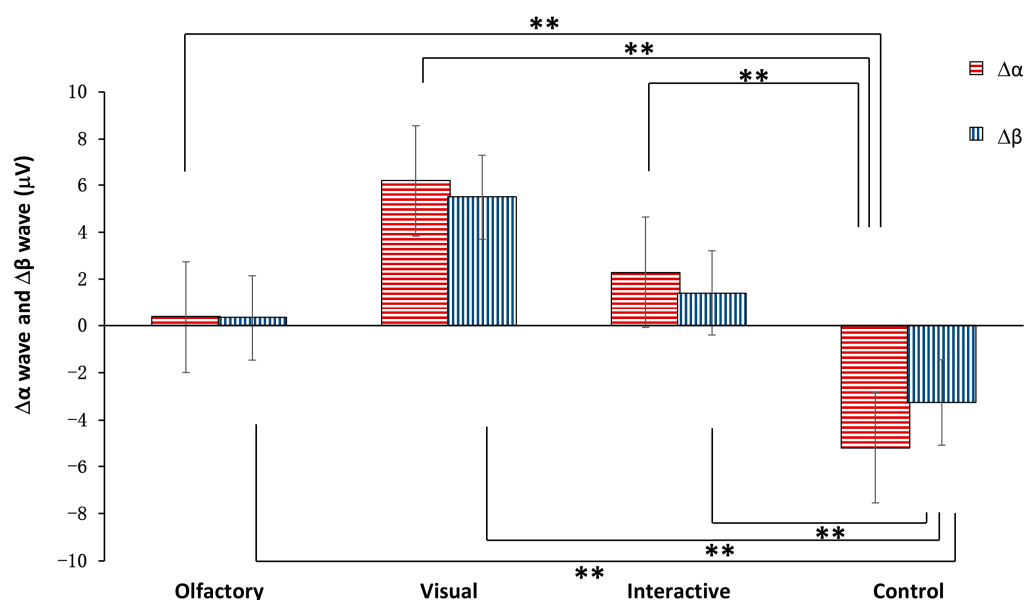 **
**
**
Δα
Δβ
Δα wave and Δβ wave (μV)
10
8
6
4
2
0
−2
−4
−6
−8
−10
**
**
**
Olfactory
Visual
Interactive
Control